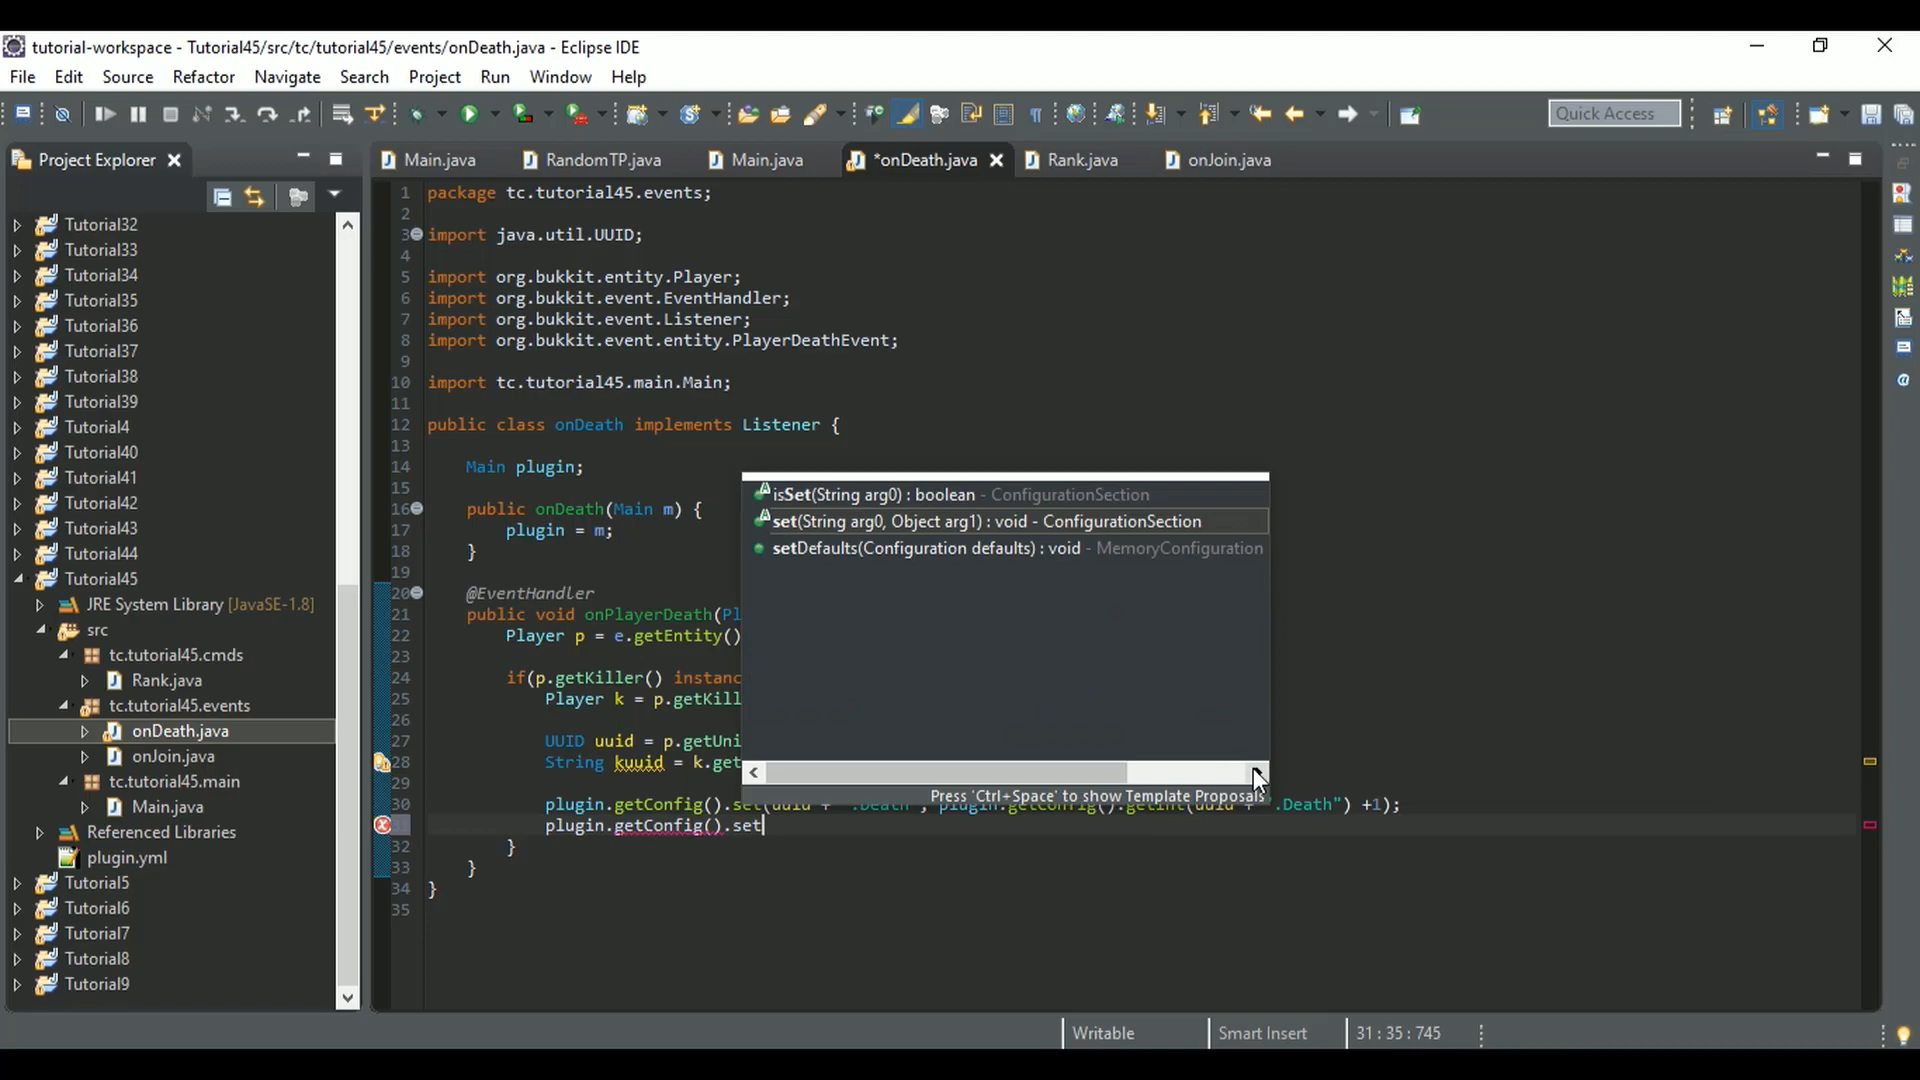 tutorial-workspace - Tutorial45/src/tc/tutorial45/events/onDeath.java - Eclipse IDE
File Edit Source Refactor Navigate Search Project Run Window Help
Quick Access
Project Explorer
Main.java RandomTP.java Main.java *onDeath.java Rank.java onJoin.java
Tutorial32
Tutorial33
Tutorial34
Tutorial35
Tutorial36
Tutorial37
Tutorial38
Tutorial39
Tutorial4
Tutorial40
Tutorial41
Tutorial42
Tutorial43
Tutorial44
Tutorial45
JRE System Library [JavaSE-1.8]
src
tc.tutorial45.cmds
Rank.java
tc.tutorial45.events
onDeath.java
onJoin.java
tc.tutorial45.main
Main.java
Referenced Libraries
plugin.yml
Tutorial5
Tutorial6
Tutorial7
Tutorial8
Tutorial9
1 package tc.tutorial45.events;
2
3 import java.util.UUID;
4
5 import org.bukkit.entity.Player;
6 import org.bukkit.event.EventHandler;
7 import org.bukkit.event.Listener;
8 import org.bukkit.event.entity.PlayerDeathEvent;
9
10 import tc.tutorial45.main.Main;
11
12 public class onDeath implements Listener {
13
14 Main plugin;
15
16 public onDeath(Main m) {
17 plugin = m;
18 }
19
20 @EventHandler
21 public void onPlayerDeath(Pl
22 Player p = e.getEntity()
23
24 if(p.getKiller() instanc
25 Player k = p.getKill
26
27 UUID uuid = p.getUni
28 String kuuid = k.get
29
30 plugin.getConfig().set(uuid + ".Death", plugin.getConfig().getInt(uuid + ".Death") +1);
plugin.getConfig().set
32 }
33 }
34 }
35
isSet(String arg0) : boolean - ConfigurationSection
set(String arg0, Object arg1) : void - ConfigurationSection
setDefaults(Configuration defaults) : void - MemoryConfiguration
Press 'Ctrl+Space' to show Template Proposals
Writable Smart Insert 31 : 35 : 745